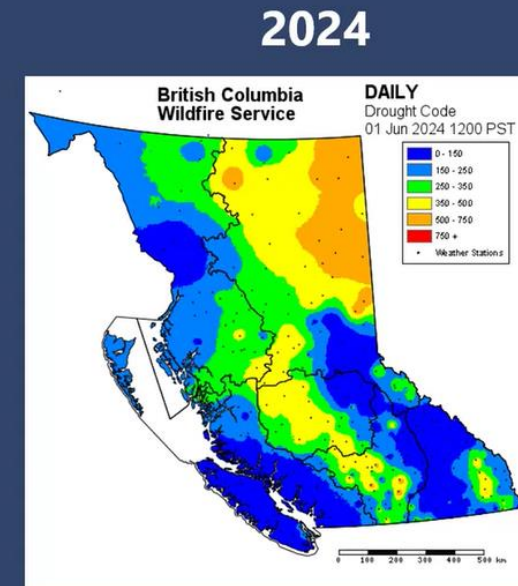 2024
British Columbia
Wildfire Service
DAILY
Drought Code
01 Jun 2024 1200 PST
0 - 150
150 - 250
250 - 350
350 - 500
500 - 750
750 +
Weather Stations
0 100 200 300 400 500 km